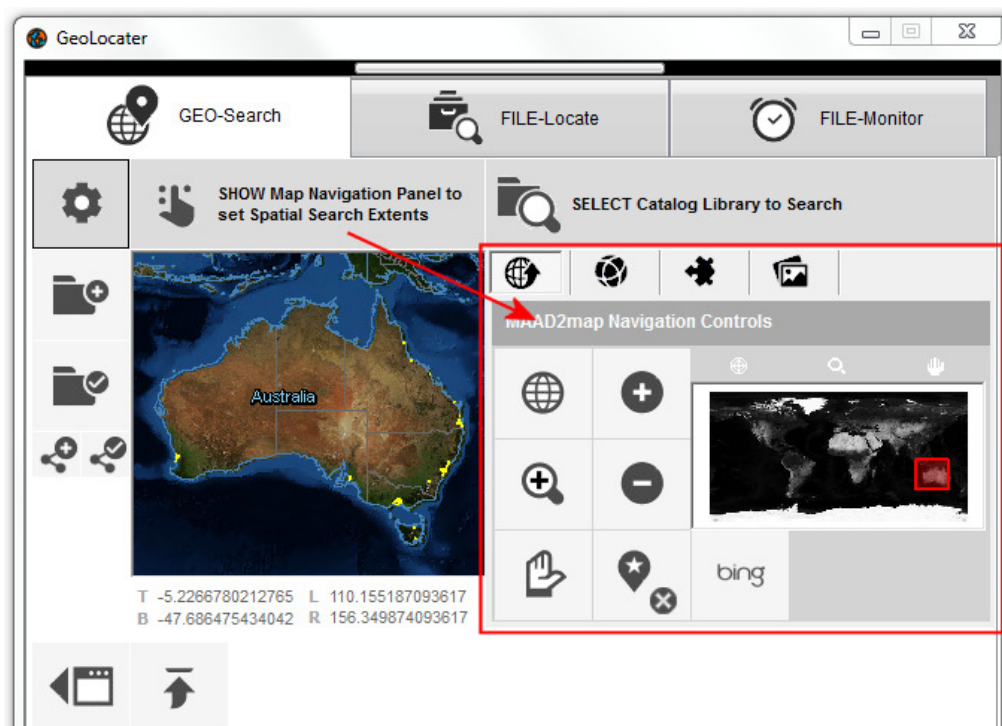 GeoLocater
GEO-Search
FILE-Locate
FILE-Monitor
SHOW Map Navigation Panel to
set Spatial Search Extents
SELECT Catalog Library to Search
MAAD2map Navigation Controls
Australia
bing
T -5.2266780212765 L 110.155187093617
B -47.686475434042 R 156.349874093617